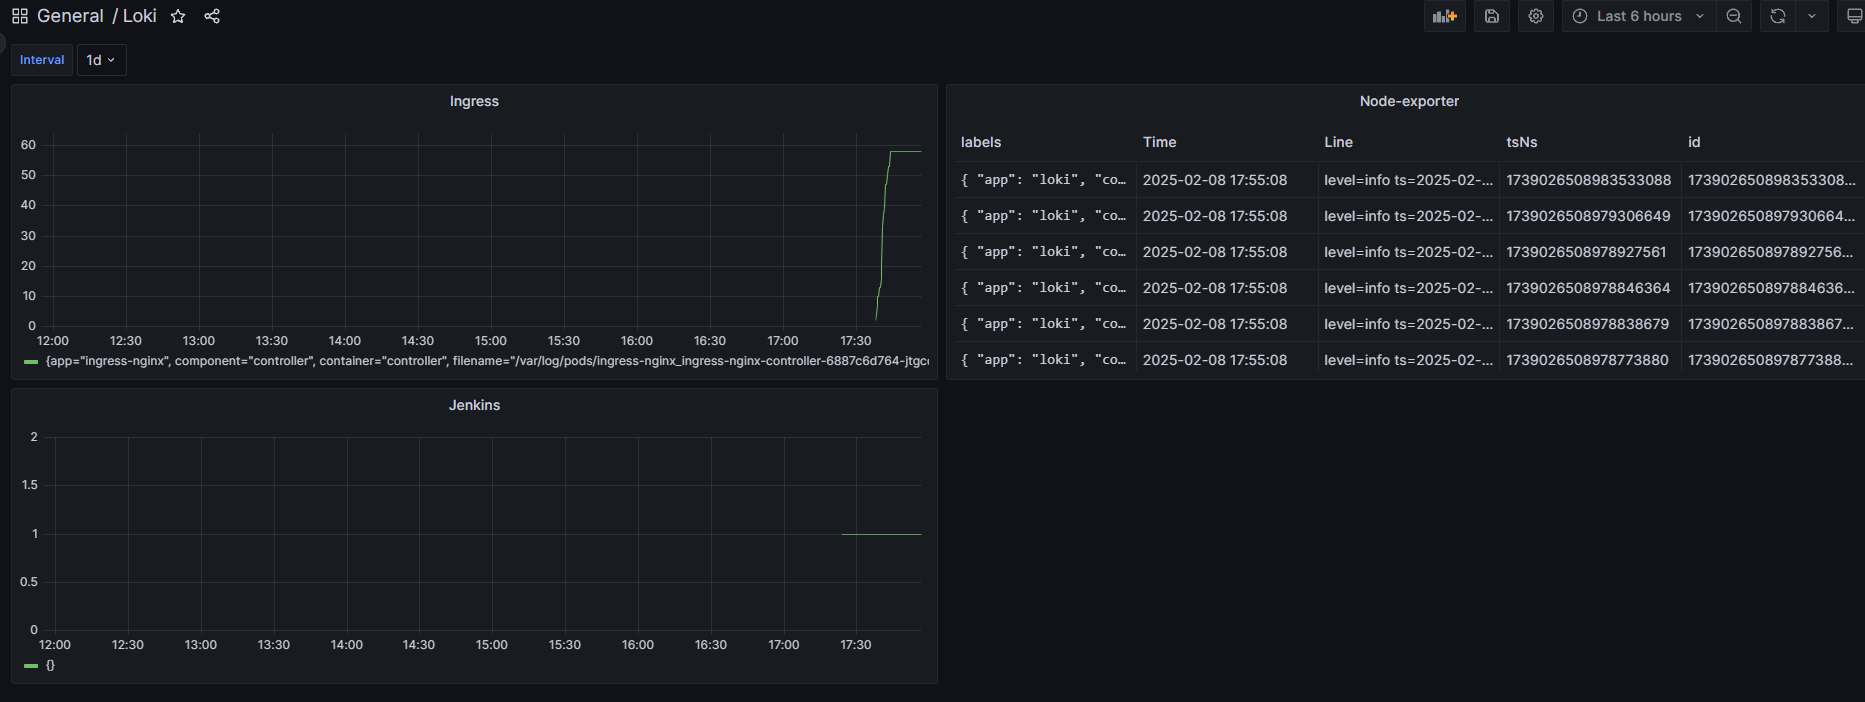 General / Loki
Last 6 hours
Interval 1d
Ingress
60
50
40
30
20
10
0
12:00 12:30 13:00 13:30 14:00 14:30 15:00 15:30 16:00 16:30 17:00 17:30
{app="ingress-nginx", component="controller", container="controller", filename="/var/log/pods/ingress-nginx_ingress-nginx-controller-6887c6d764-jtgc
Node-exporter
labels Time Line tsNs id
{ "app": "loki", "co… 2025-02-08 17:55:08 level=info ts=2025-02-… 1739026508983533088 173902650898353308…
{ "app": "loki", "co… 2025-02-08 17:55:08 level=info ts=2025-02-… 1739026508979306649 173902650897930664…
{ "app": "loki", "co… 2025-02-08 17:55:08 level=info ts=2025-02-… 1739026508978927561 173902650897892756…
{ "app": "loki", "co… 2025-02-08 17:55:08 level=info ts=2025-02-… 1739026508978846364 173902650897884636…
{ "app": "loki", "co… 2025-02-08 17:55:08 level=info ts=2025-02-… 1739026508978838679 173902650897883867…
{ "app": "loki", "co… 2025-02-08 17:55:08 level=info ts=2025-02-… 1739026508978773880 173902650897877388…
Jenkins
2
1.5
1
0.5
0
12:00 12:30 13:00 13:30 14:00 14:30 15:00 15:30 16:00 16:30 17:00 17:30
{}